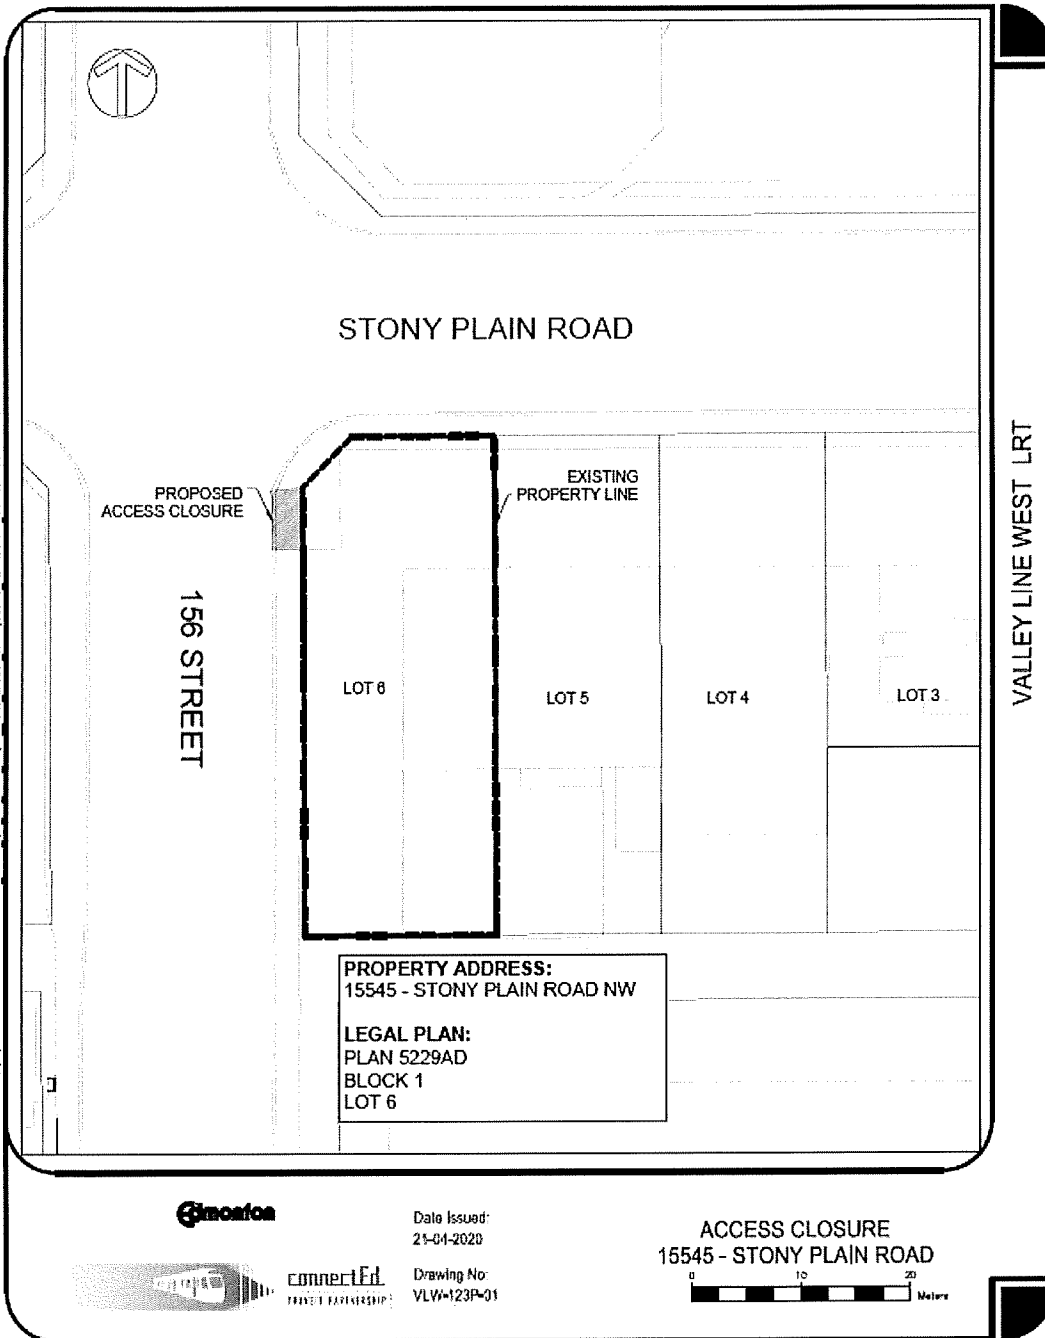 STONY PLAIN ROAD
PROPOSED
ACCESS CLOSURE
EXISTING
PROPERTY LINE
156 STREET
LOT 6
LOT 5
LOT 4
LOT 3
VALLEY LINE WEST LRT
PROPERTY ADDRESS:
15545 - STONY PLAIN ROAD NW
LEGAL PLAN:
PLAN 5229AD
BLOCK 1
LOT 6
Edmonton
connectEd
TRANSIT PARTNERSHIP
Date Issued:
21-04-2020
Drawing No:
VLW-123P-01
ACCESS CLOSURE
15545 - STONY PLAIN ROAD
0 10 20
Meters